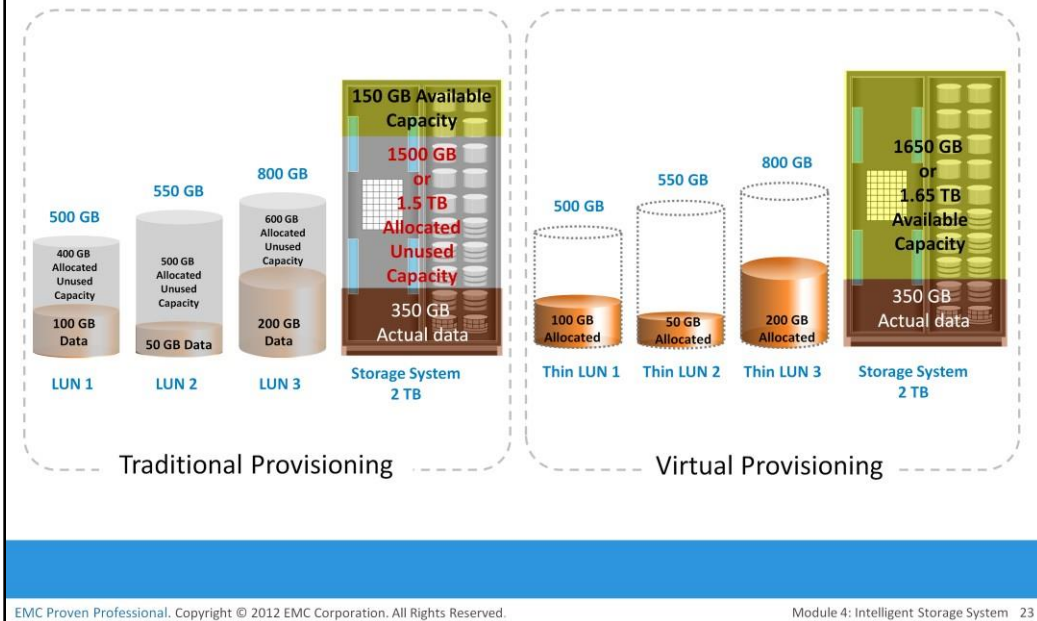 500 GB
400 GB
Allocated
Unused
Capacity
100 GB
Data
LUN 1
550 GB
500 GB
Allocated
Unused
Capacity
50 GB Data
LUN 2
800 GB
600 GB
Allocated
Unused
Capacity
200 GB
Data
LUN 3
150 GB Available
Capacity
1500 GB
or
1.5 TB
Allocated
Unused
Capacity
350 GB
Actual data
Storage System
2 TB
Traditional Provisioning
500 GB
100 GB
Allocated
Thin LUN 1
550 GB
50 GB
Allocated
Thin LUN 2
800 GB
200 GB
Allocated
Thin LUN 3
1650 GB
or
1.65 TB
Available
Capacity
350 GB
Actual data
Storage System
2 TB
Virtual Provisioning
EMC Proven Professional. Copyright © 2012 EMC Corporation. All Rights Reserved.
Module 4: Intelligent Storage System 23